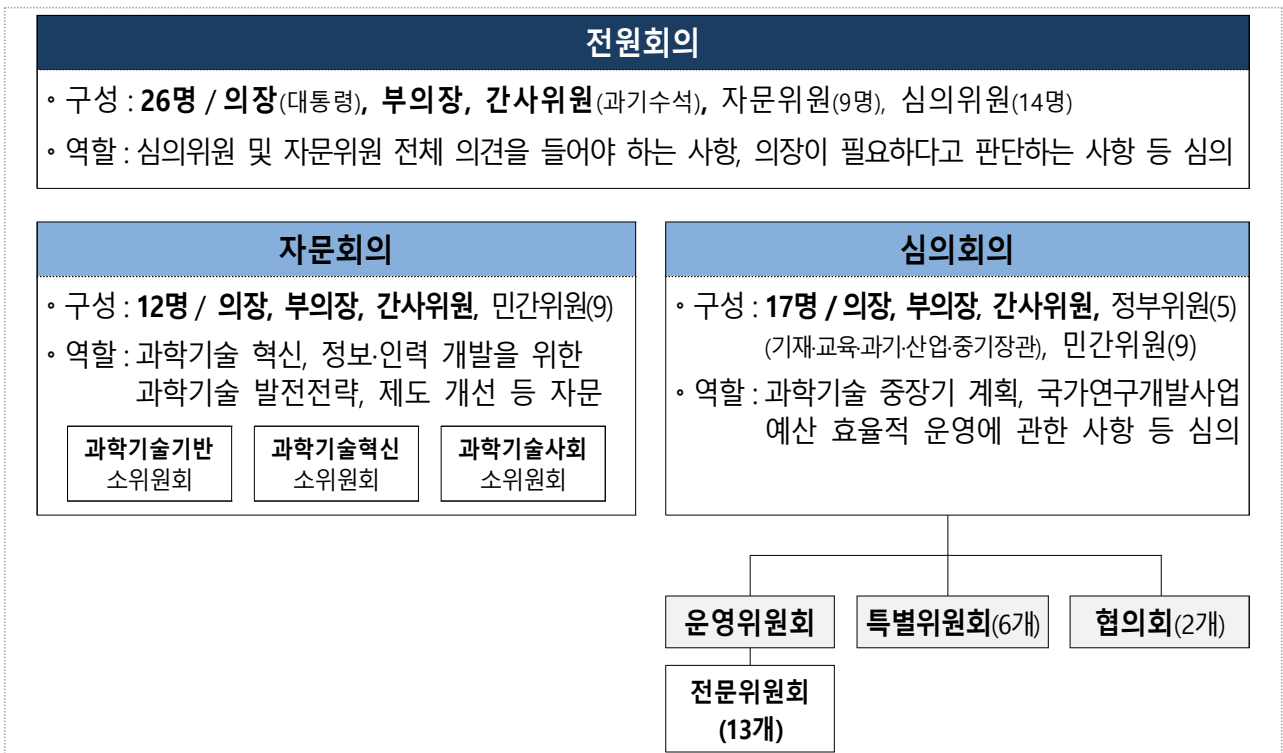 전원회의
∘ 구성 : 26명 / 의장(대통령), 부의장, 간사위원(과기수석), 자문위원(9명), 심의위원(14명)
∘ 역할 : 심의위원 및 자문위원 전체 의견을 들어야 하는 사항, 의장이 필요하다고 판단하는 사항 등 심의
자문회의
∘ 구성 : 12명 / 의장, 부의장, 간사위원, 민간위원(9)
∘ 역할 : 과학기술 혁신, 정보·인력 개발을 위한
과학기술 발전전략, 제도 개선 등 자문
과학기술기반
소위원회
과학기술혁신
소위원회
과학기술사회
소위원회
심의회의
∘ 구성 : 17명 / 의장, 부의장, 간사위원, 정부위원(5)
(기재·교육·과기·산업·중기장관), 민간위원(9)
∘ 역할 : 과학기술 중장기 계획, 국가연구개발사업
예산 효율적 운영에 관한 사항 등 심의
운영위원회
특별위원회(6개)
협의회(2개)
전문위원회
(13개)